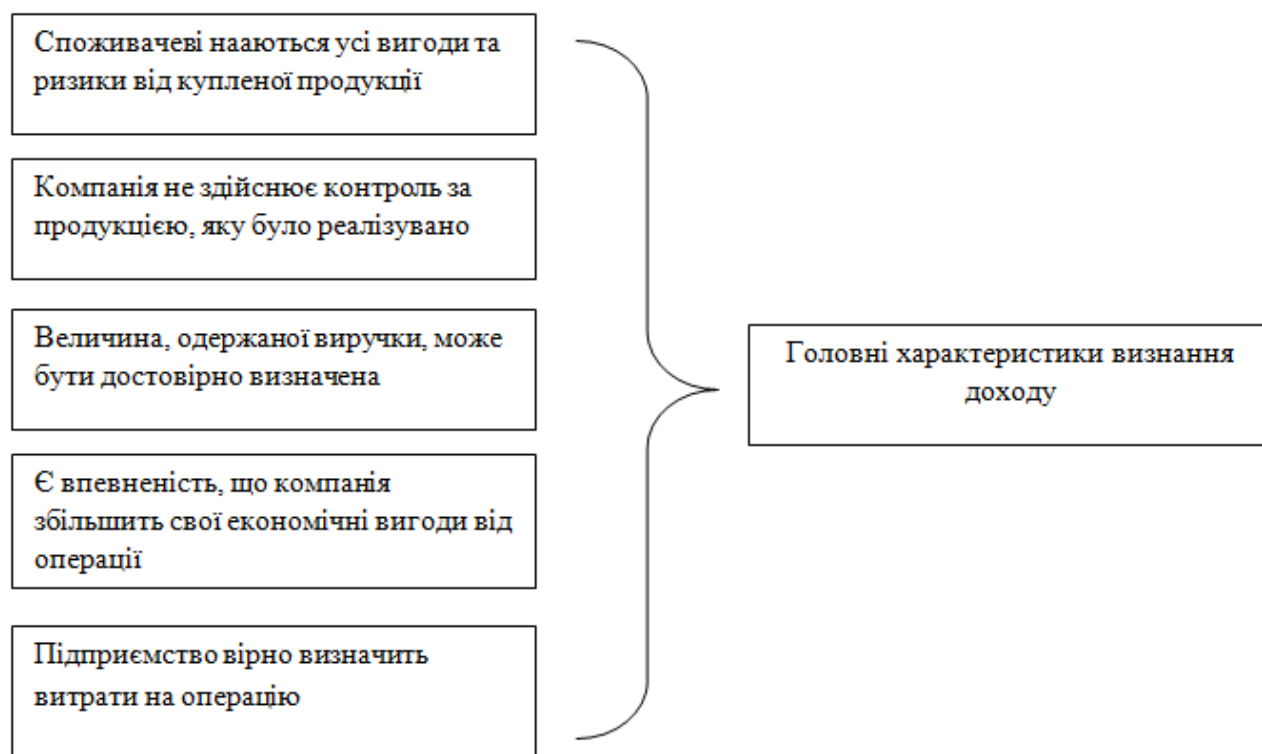 Споживачеві нааються усі вигоди та
ризики від купленої продукції
Компанія не здійснює контроль за
продукцією, яку було реалізувано
Величина, одержаної виручки, може
бути достовірно визначена
Є впевненість, що компанія
збільшить свої економічні вигоди від
операції
Підприємство вірно визначить
витрати на операцію
Головні характеристики визнання
доходу